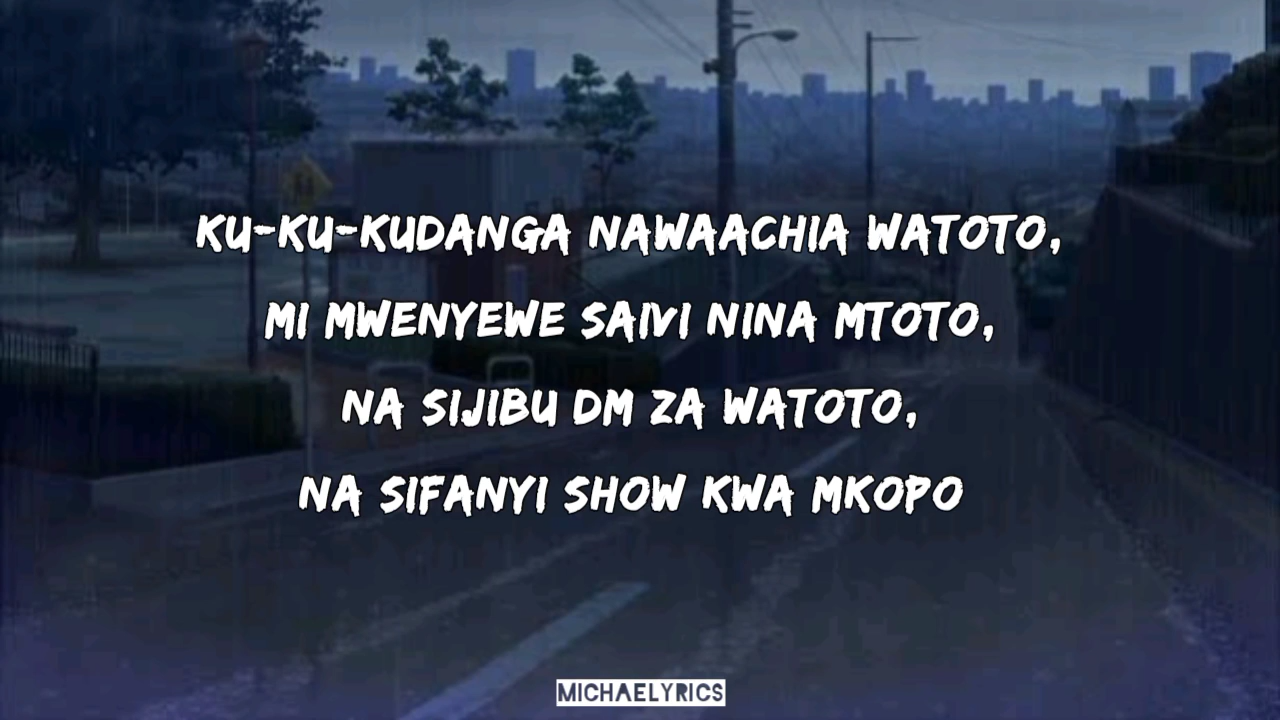 KU-KU-KUDANGA NAWAACHIA WATOTO,
MI MWENYEWE SAIVI NINA MTOTO,
NA SIJIBU DM ZA WATOTO,
NA SIFANYI SHOW KWA MKOPO
MICHAELYRICS